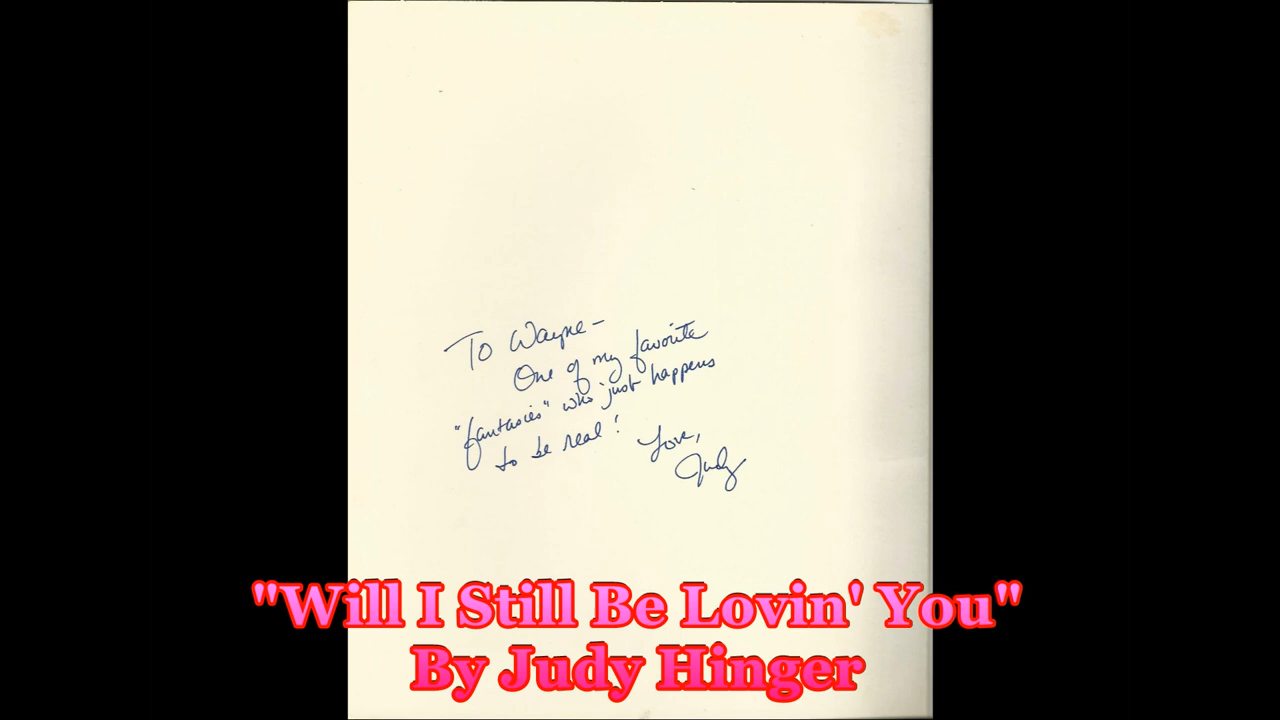 To Wayne-
One of my favorite
"fantasies" who just happens
to be real!
Love,
Judy
"Will I Still Be Lovin' You"
By Judy Hinger